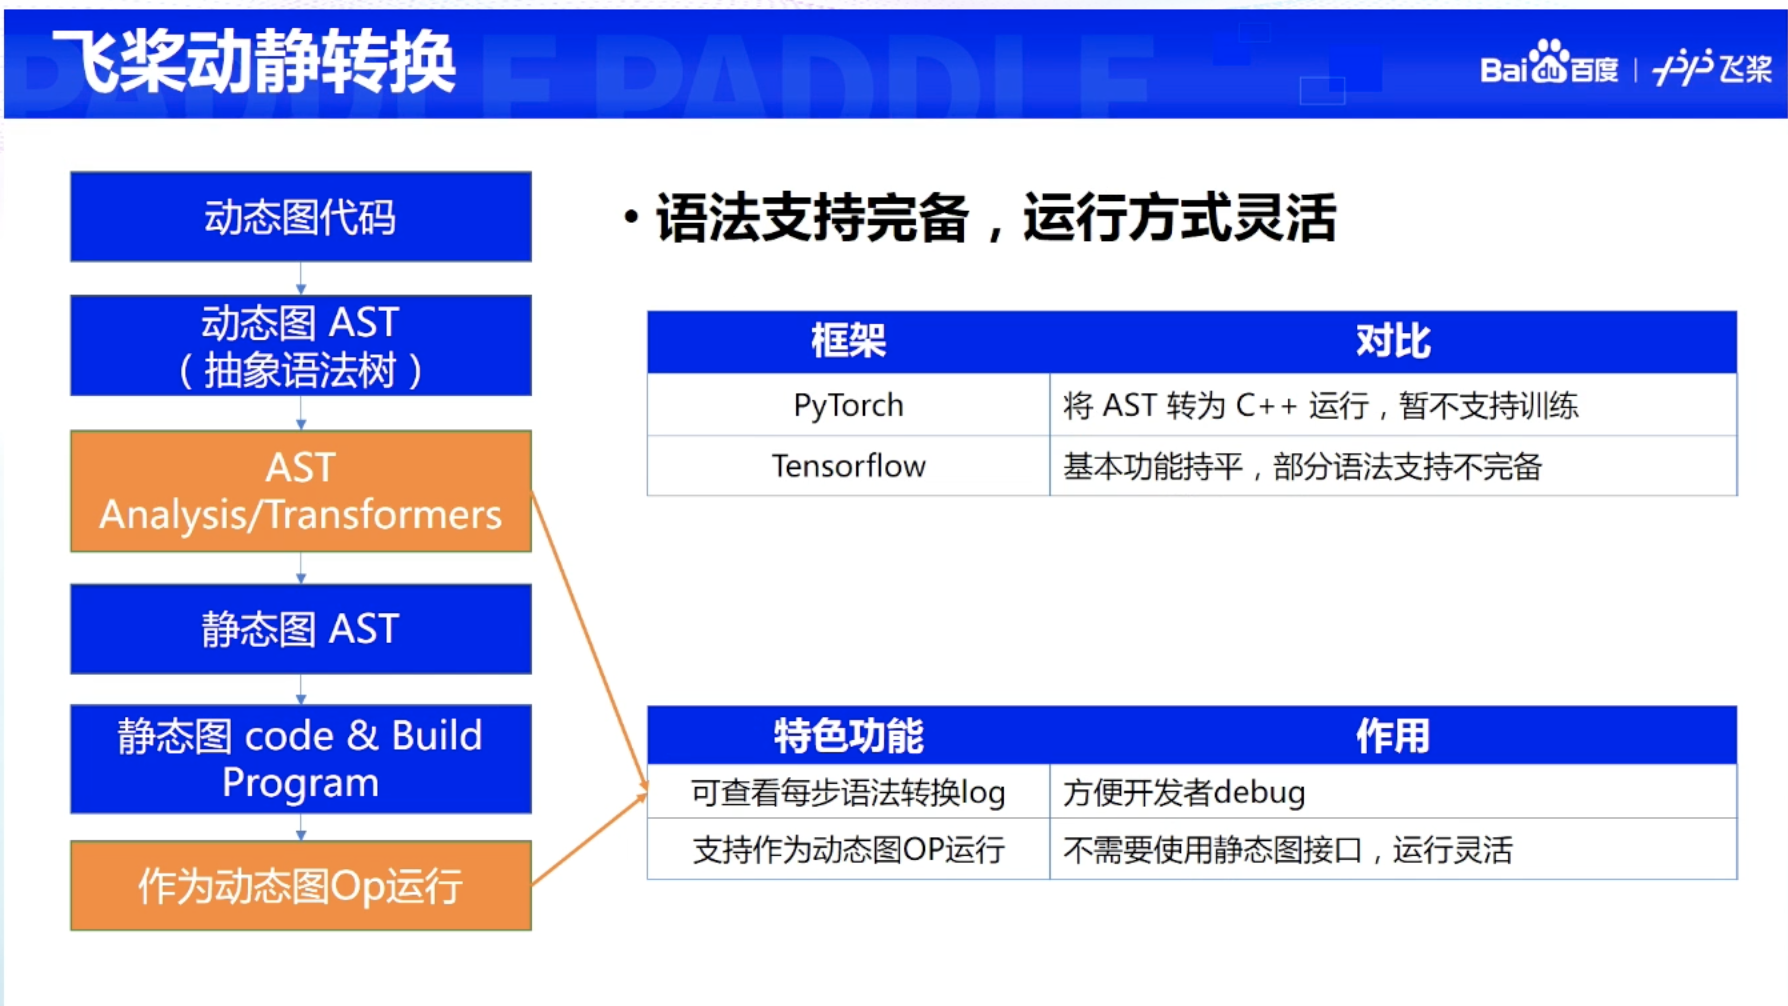 飞桨动静转换
PADDLE PADDLE
Bai du 百度 | 飞桨
动态图代码
动态图 AST
（抽象语法树）
AST
Analysis/Transformers
静态图 AST
静态图 code & Build
Program
作为动态图Op运行
• 语法支持完备，运行方式灵活
框架 对比
PyTorch 将 AST 转为 C++ 运行，暂不支持训练
Tensorflow 基本功能持平，部分语法支持不完备
特色功能 作用
可查看每步语法转换log 方便开发者debug
支持作为动态图OP运行 不需要使用静态图接口，运行灵活